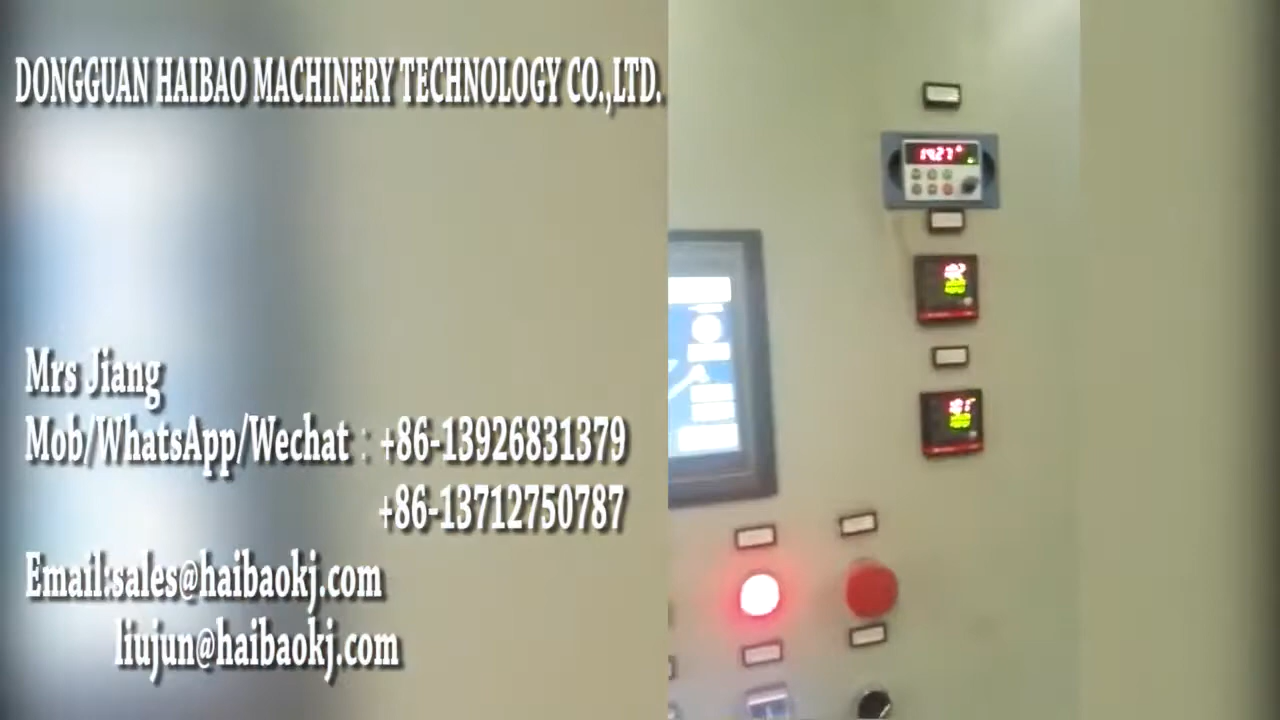 DONGGUAN HAIBAO MACHINERY TECHNOLOGY CO.,LTD.
Mrs Jiang
Mob/WhatsApp/Wechat：+86-13926831379
+86-13712750787
Email:sales@haibaokj.com
liujun@haibaokj.com